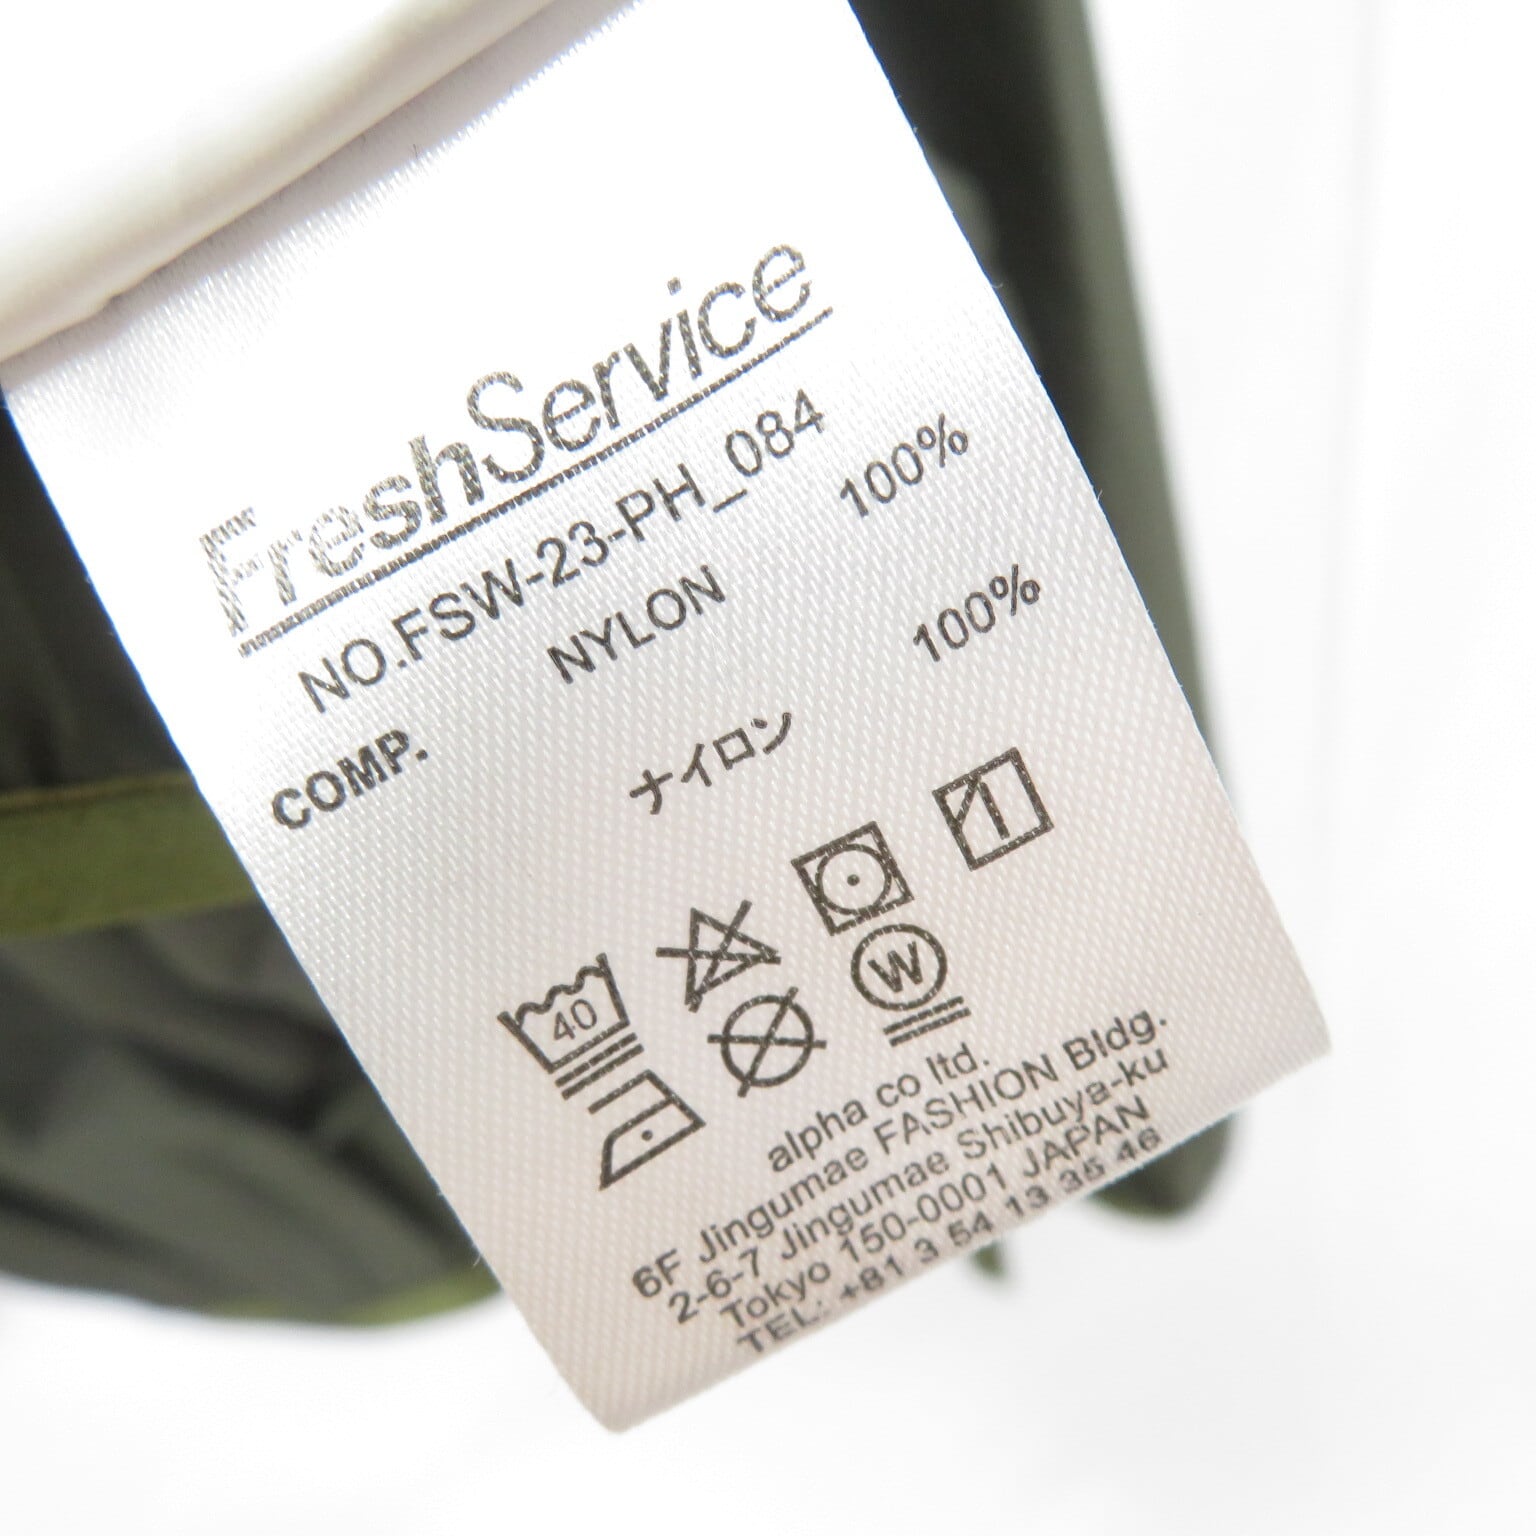 FreshService
NO.FSW-23-PH_084
COMP. NYLON 100%
ナイロン 100%
40
W
alpha co ltd.
6F Jingumae FASHION Bldg.
2-6-7 Jingumae Shibuya-ku
Tokyo 150-0001 JAPAN
TEL: +81 3 54 13 35 46